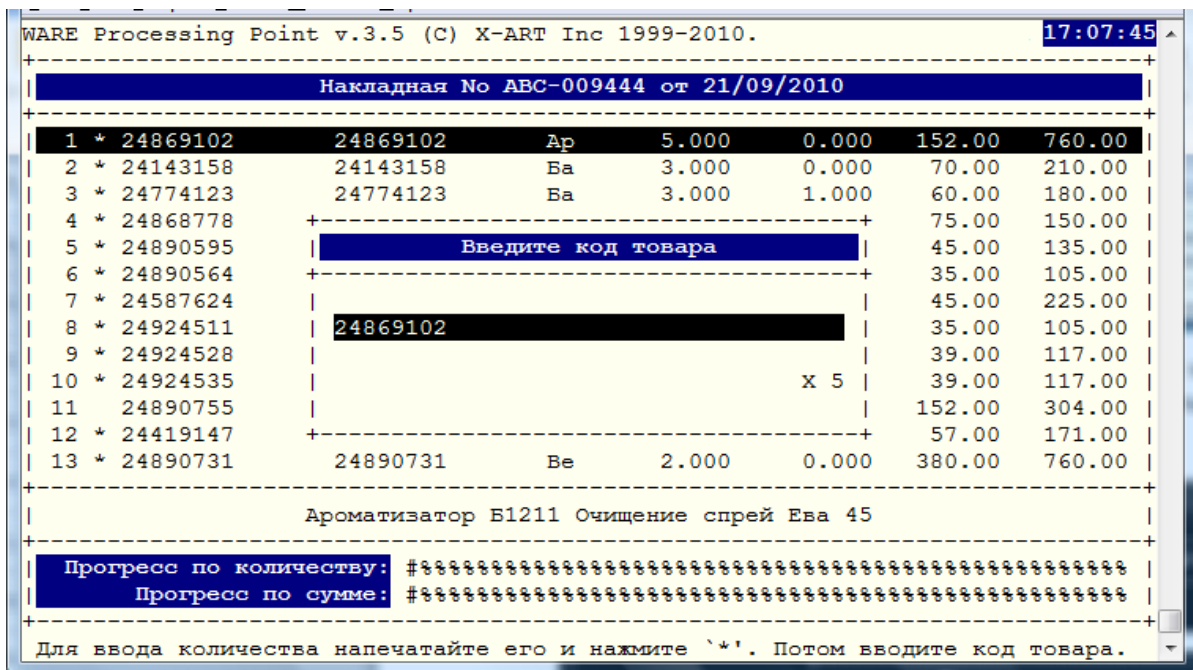 WARE Processing Point v.3.5 (C) X-ART Inc 1999-2010. 17:07:45
Накладная No ABC-009444 от 21/09/2010
1 * 24869102 24869102 Ар 5.000 0.000 152.00 760.00
2 * 24143158 24143158 Ба 3.000 0.000 70.00 210.00
3 * 24774123 24774123 Ба 3.000 1.000 60.00 180.00
4 * 24868778 75.00 150.00
5 * 24890595 Введите код товара 45.00 135.00
6 * 24890564 35.00 105.00
7 * 24587624 45.00 225.00
8 * 24924511 24869102 35.00 105.00
9 * 24924528 39.00 117.00
10 * 24924535 X 5 39.00 117.00
11 24890755 152.00 304.00
12 * 24419147 57.00 171.00
13 * 24890731 24890731 Ве 2.000 0.000 380.00 760.00
Ароматизатор Б1211 Очищение спрей Ева 45
Прогресс по количеству: #%%%%%%%%%%%%%%%%%%%%%%%%%%%%%%%%%%%%%%%%%%%%%%%%%%
Прогресс по сумме: #%%%%%%%%%%%%%%%%%%%%%%%%%%%%%%%%%%%%%%%%%%%%%%%%%%
Для ввода количества напечатайте его и нажмите `*'. Потом вводите код товара.